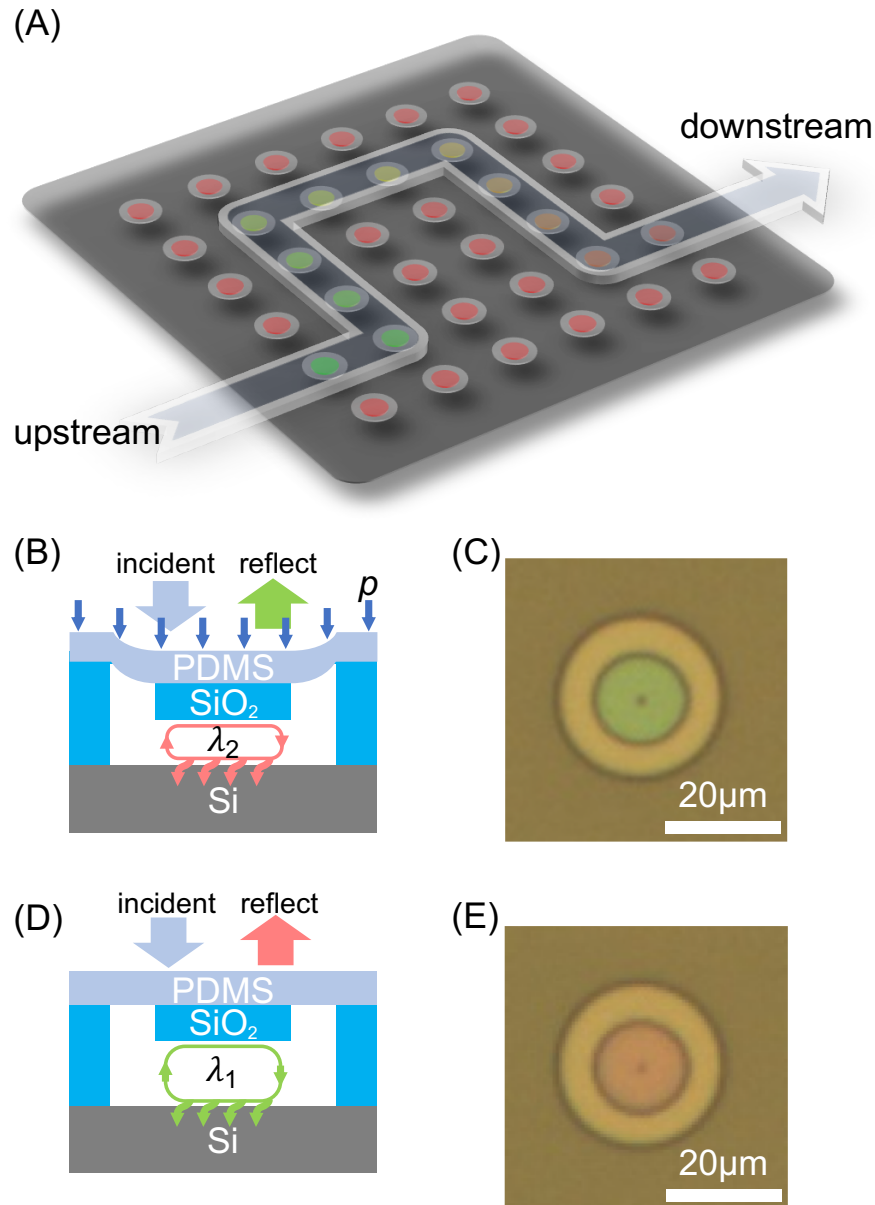 (A)
downstream
upstream
(B)
incident reflect
p
PDMS
SiO₂
λ₂
Si
(C)
20μm
(D)
incident reflect
PDMS
SiO₂
λ₁
Si
(E)
20μm